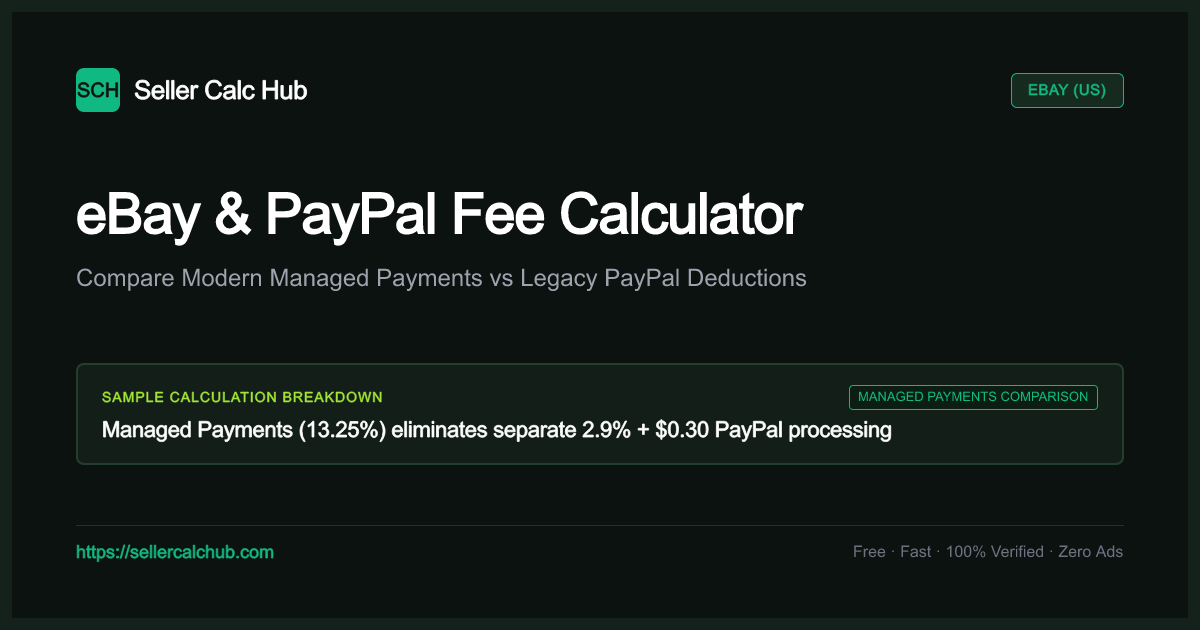 SCH Seller Calc Hub
EBAY (US)
eBay & PayPal Fee Calculator
Compare Modern Managed Payments vs Legacy PayPal Deductions
SAMPLE CALCULATION BREAKDOWN
MANAGED PAYMENTS COMPARISON
Managed Payments (13.25%) eliminates separate 2.9% + $0.30 PayPal processing
https://sellercalchub.com
Free · Fast · 100% Verified · Zero Ads